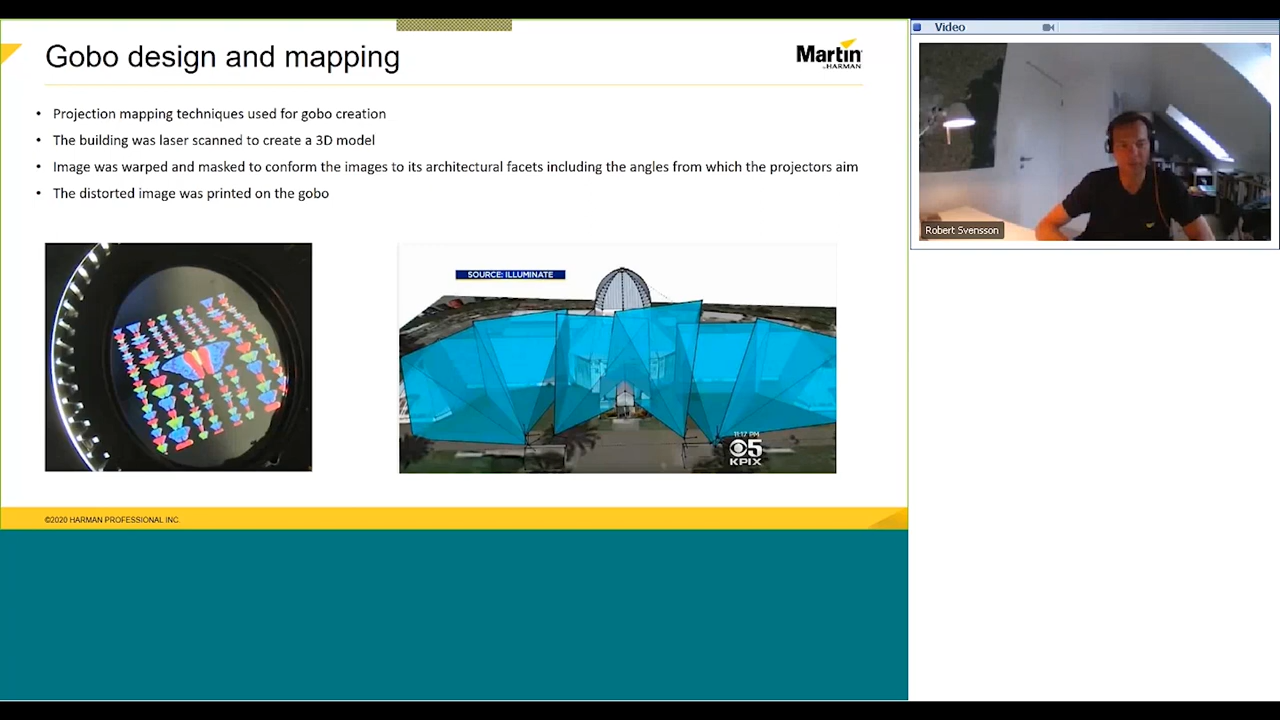 Gobo design and mapping
Martin
by HARMAN
• Projection mapping techniques used for gobo creation
• The building was laser scanned to create a 3D model
• Image was warped and masked to conform the images to its architectural facets including the angles from which the projectors aim
• The distorted image was printed on the gobo
SOURCE: ILLUMINATE
11:17 PM
5
KPIX
©2020 HARMAN PROFESSIONAL INC.
Video
Robert Svensson